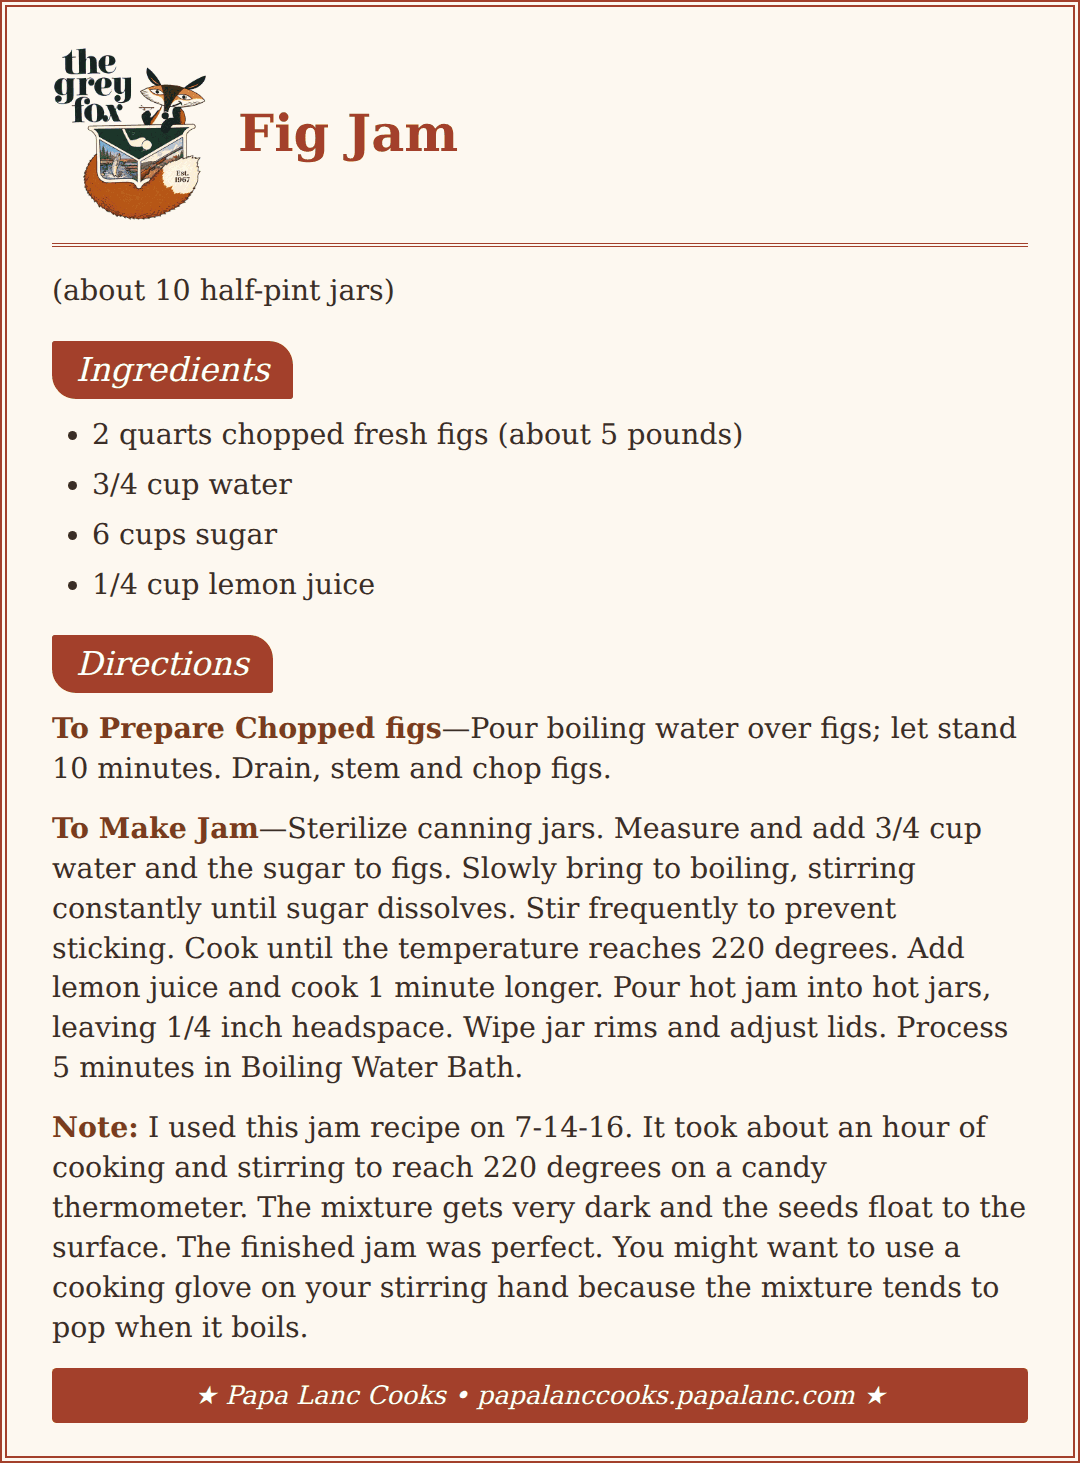 the
grey
fox
Est.
1967
Fig Jam
(about 10 half-pint jars)
Ingredients
• 2 quarts chopped fresh figs (about 5 pounds)
• 3/4 cup water
• 6 cups sugar
• 1/4 cup lemon juice
Directions
To Prepare Chopped figs—Pour boiling water over figs; let stand
10 minutes. Drain, stem and chop figs.
To Make Jam—Sterilize canning jars. Measure and add 3/4 cup
water and the sugar to figs. Slowly bring to boiling, stirring
constantly until sugar dissolves. Stir frequently to prevent
sticking. Cook until the temperature reaches 220 degrees. Add
lemon juice and cook 1 minute longer. Pour hot jam into hot jars,
leaving 1/4 inch headspace. Wipe jar rims and adjust lids. Process
5 minutes in Boiling Water Bath.
Note: I used this jam recipe on 7-14-16. It took about an hour of
cooking and stirring to reach 220 degrees on a candy
thermometer. The mixture gets very dark and the seeds float to the
surface. The finished jam was perfect. You might want to use a
cooking glove on your stirring hand because the mixture tends to
pop when it boils.
★ Papa Lanc Cooks • papalanccooks.papalanc.com ★